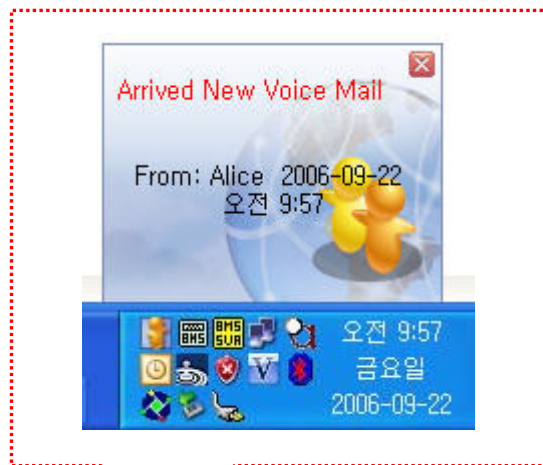 Arrived New Voice Mail
From: Alice 2006-09-22
오전 9:57
BMS BMS SVR 오전 9:57
V 금요일
2006-09-22